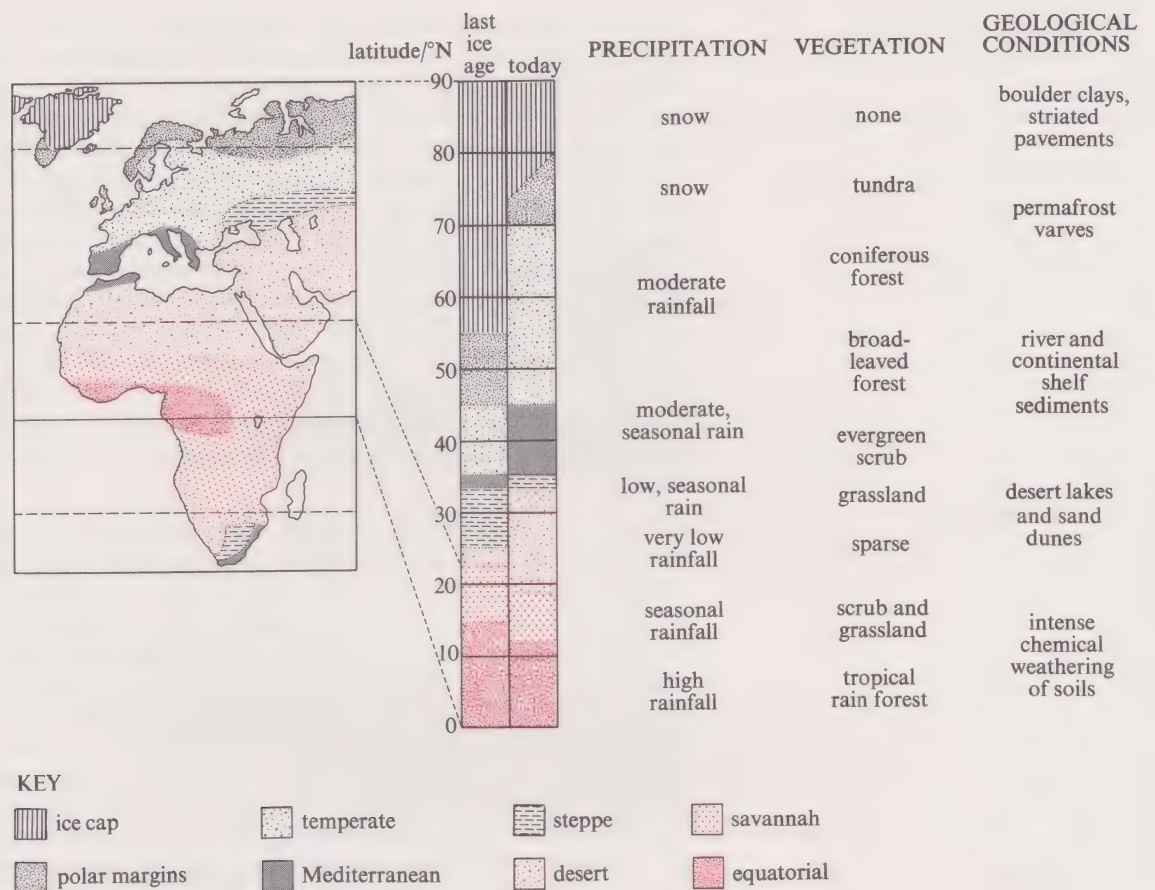 latitude/°N
last
ice
age
today
90
80
70
60
50
40
30
20
10
0
PRECIPITATION
snow
snow
moderate
rainfall
moderate,
seasonal rain
low, seasonal
rain
very low
rainfall
seasonal
rainfall
high
rainfall
VEGETATION
none
tundra
coniferous
forest
broad-
leaved
forest
evergreen
scrub
grassland
sparse
scrub and
grassland
tropical
rain forest
GEOLOGICAL
CONDITIONS
boulder clays,
striated
pavements
permafrost
varves
river and
continental
shelf
sediments
desert lakes
and sand
dunes
intense
chemical
weathering
of soils
KEY
ice cap
temperate
steppe
savannah
polar margins
Mediterranean
desert
equatorial